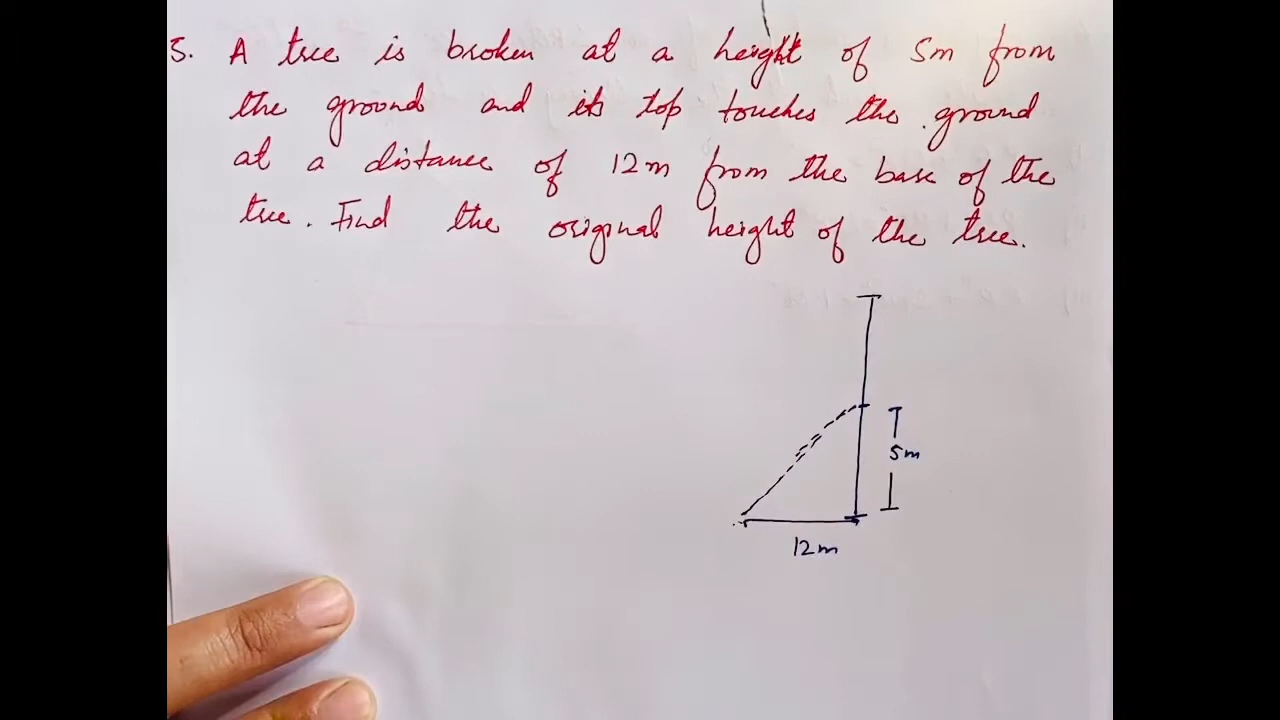 5. A tree is broken at a height of 5m from
the ground and its top touches the ground
at a distance of 12m from the base of the
tree. Find the original height of the tree.
5m
12m